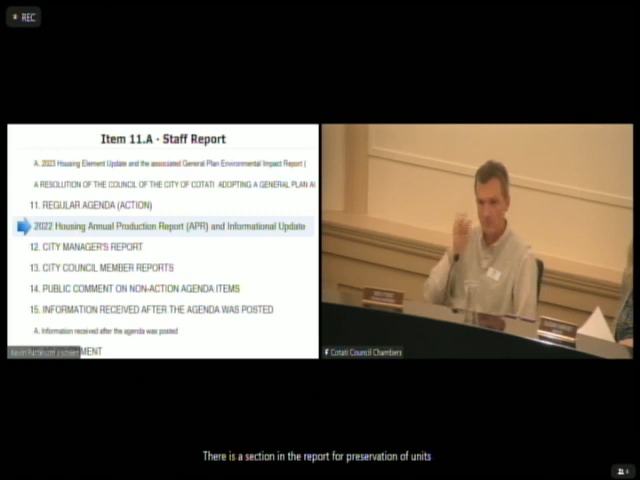 REC
Item 11.A - Staff Report
A. 2023 Housing Element Update and the associated General Plan Environmental Impact Report (
A RESOLUTION OF THE COUNCIL OF THE CITY OF COTATI ADOPTING A GENERAL PLAN A
11. REGULAR AGENDA (ACTION)
2022 Housing Annual Production Report (APR) and Informational Update
12. CITY MANAGER'S REPORT
13. CITY COUNCIL MEMBER REPORTS
14. PUBLIC COMMENT ON NON-ACTION AGENDA ITEMS
15. INFORMATION RECEIVED AFTER THE AGENDA WAS POSTED
A. Information received after the agenda was posted
MENT
Cotati Council Chambers
There is a section in the report for preservation of units